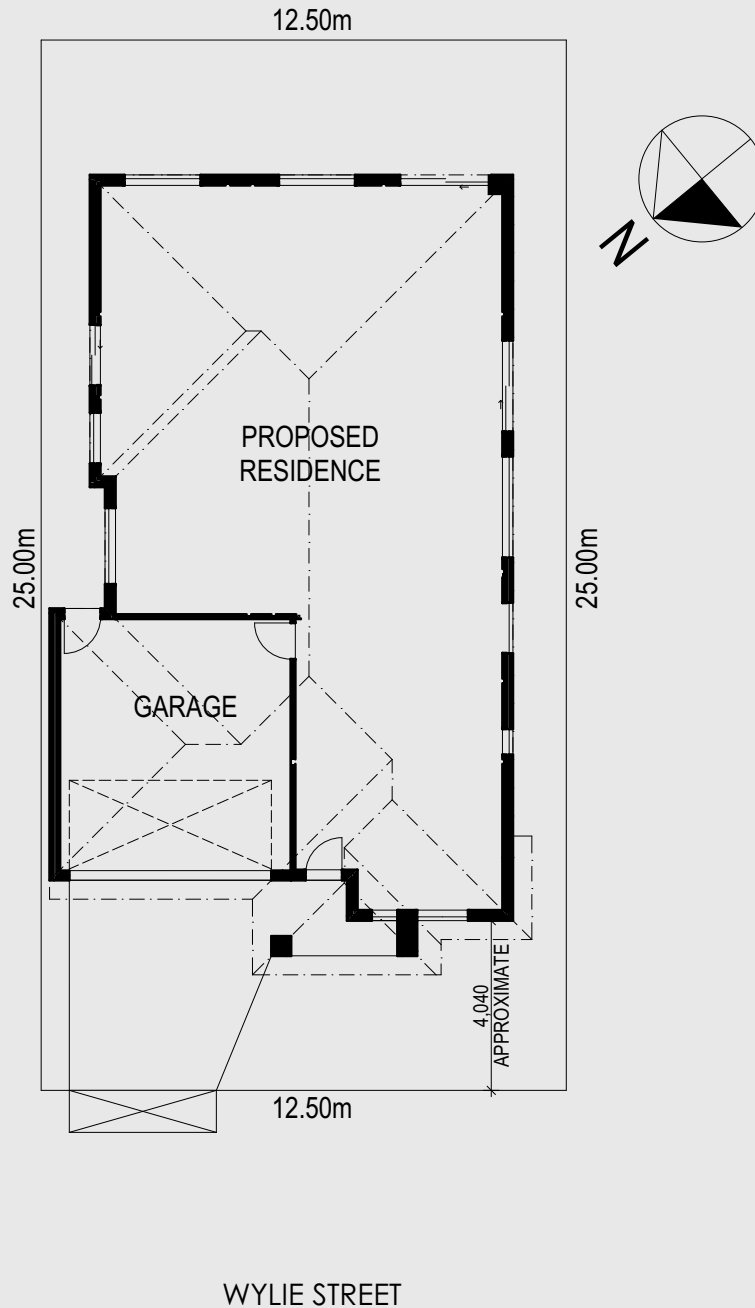 12.50m
N
PROPOSED
RESIDENCE
25.00m
25.00m
GARAGE
4,040
APPROXIMATE
12.50m
WYLIE STREET